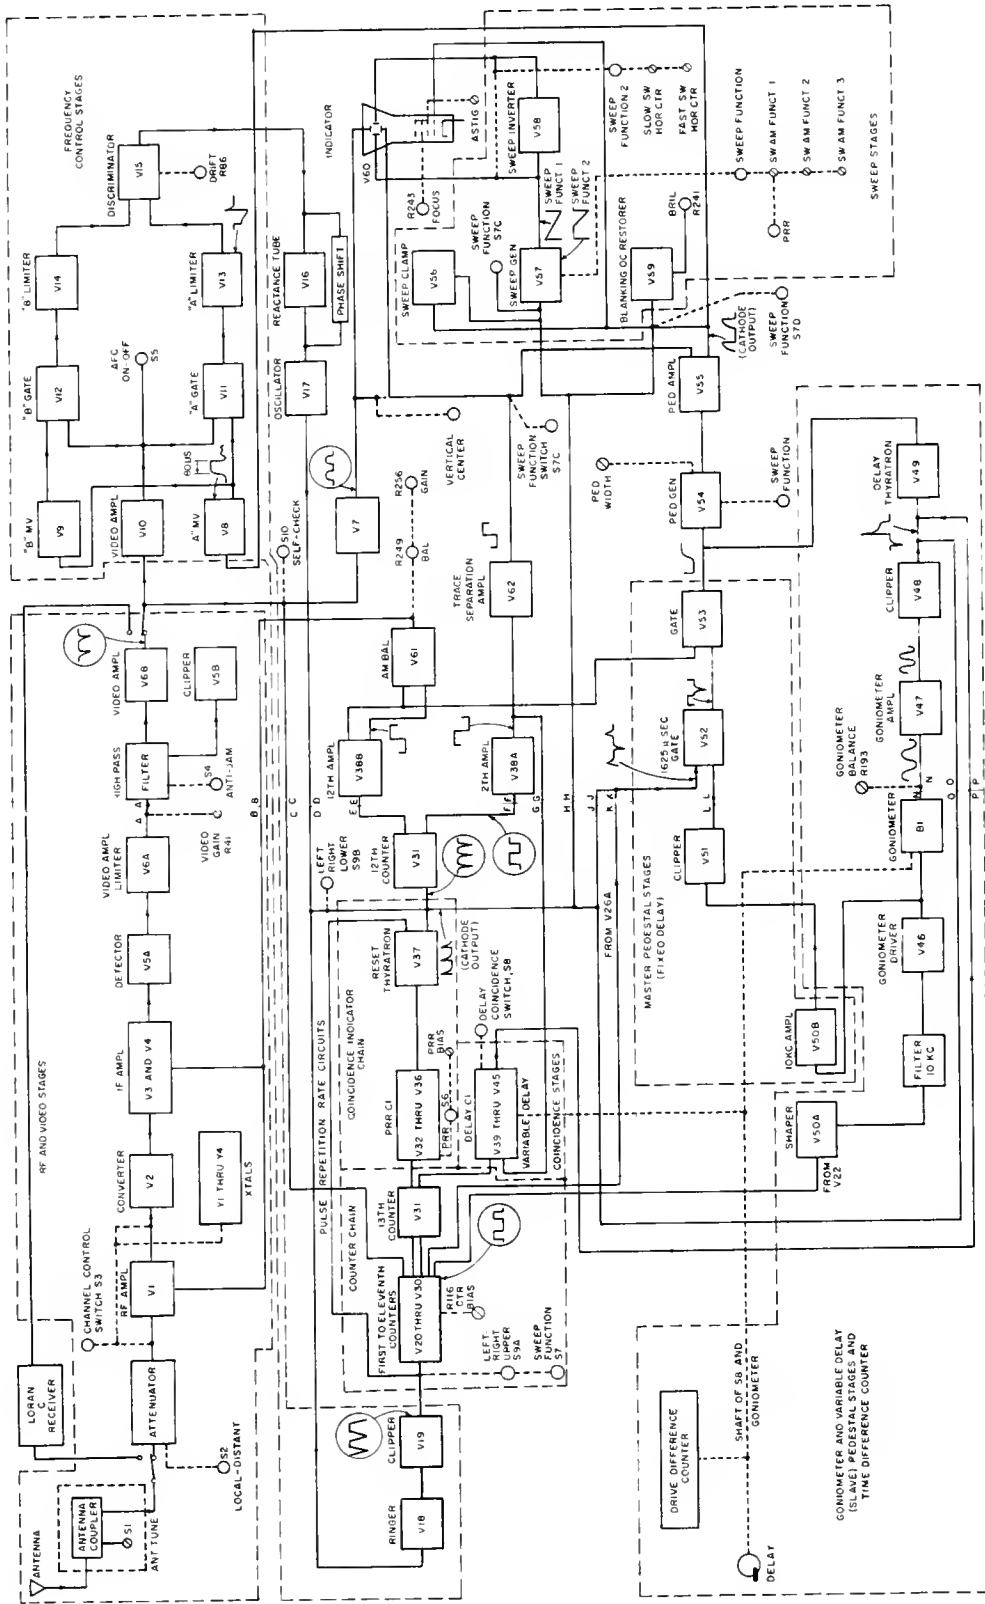 ANTENNA
ANTENNA
COUPLER
S1
ANT TUNE
LORAN
C
RECEIVER
ATTENUATOR
S2
LOCAL-DISTANT
CHANNEL CONTROL
SWITCH S3
RF AMPL
V1
CONVERTER
V2
Y1 THRU Y4
XTALS
RF AND VIDEO STAGES
IF AMPL
V3 AND V4
DETECTOR
V5A
VIDEO AMPL
LIMITER
V6A
A
A
VIDEO
GAIN
R41
HIGH PASS
FILTER
S4
ANTI-JAM
VIDEO AMPL
V6B
CLIPPER
V5B
"B" MV
V9
VIDEO AMPL
V10
"A" MV
V8
80US
"B" GATE
V12
AFC
ON-OFF
S5
"A" GATE
V11
"B" LIMITER
V14
"A" LIMITER
V13
DISCRIMINATOR
V15
DRIFT
R86
FREQUENCY
CONTROL STAGES
RINGER
V18
CLIPPER
V19
LEFT-
RIGHT
UPPER
S9A
SWEEP
FUNCTION
S7
FIRST TO ELEVENTH
COUNTERS
V20 THRU V30
R116
CTR
BIAS
COUNTER CHAIN
13TH
COUNTER
V31
PULSE REPETITION RATE CIRCUITS
COINCIDENCE INDICATOR
CHAIN
PRR C1
V32 THRU V36
PRR
S6
PRR
BIAS
DELAY C1
V39 THRU V45
VARIABLE DELAY
COINCIDENCE STAGES
DELAY
COINCIDENCE
SWITCH, S8
RESET
THYRATRON
V37
(CATHODE
OUTPUT)
LEFT
RIGHT
LOWER
S9B
12TH
COUNTER
V31
E
E
F
F
12TH AMPL
V38B
12TH AMPL
V38A
AM BAL
V61
R249
BAL
R256
GAIN
TRACE
SEPARATION
AMPL
V62
S10
SELF-CHECK
V7
VERTICAL
CENTER
SWEEP
FUNCTION
SWITCH
S7C
OSCILLATOR
V17
REACTANCE TUBE
V16
PHASE SHIFT
INDICATOR
V60
R243
FOCUS
ASTIG
SWEEP
FUNCTION
S7C
SWEEP CLAMP
V56
SWEEP GEN
V57
SWEEP
FUNCT 1
SWEEP
FUNCT 2
SWEEP INVERTER
V58
SWEEP
FUNCTION 2
SLOW SW
HOR CTR
FAST SW
HOR CTR
BLANKING DC RESTORER
V59
BRIL
R241
SWEEP FUNCTION
SW AM FUNCT 1
PRR
SW AM FUNCT 2
SW AM FUNCT 3
SWEEP STAGES
B
B
C
C
D
D
G
G
H
H
J
J
K
K
L
L
N
N
O
O
P
P
PED AMPL
V55
(CATHODE
OUTPUT)
SWEEP
FUNCTION
S7D
PED
WIDTH
PED GEN
V54
SWEEP
FUNCTION
GATE
V53
1625 μ SEC
GATE
V52
CLIPPER
V51
FROM V26A
MASTER PEDESTAL STAGES
(FIXED DELAY)
10KC AMPL
V50B
SHAPER
V50A
FROM
V22
FILTER
10 KC
GONIOMETER
DRIVER
V46
GONIOMETER
B1
GONIOMETER
BALANCE
R193
GONIOMETER
AMPL
V47
CLIPPER
V48
DELAY
THYRATRON
V49
DRIVE DIFFERENCE
COUNTER
SHAFT OF S8 AND
GONIOMETER
DELAY
GONIOMETER AND VARIABLE DELAY
(SLAVE) PEDESTAL STAGES AND
TIME DIFFERENCE COUNTER